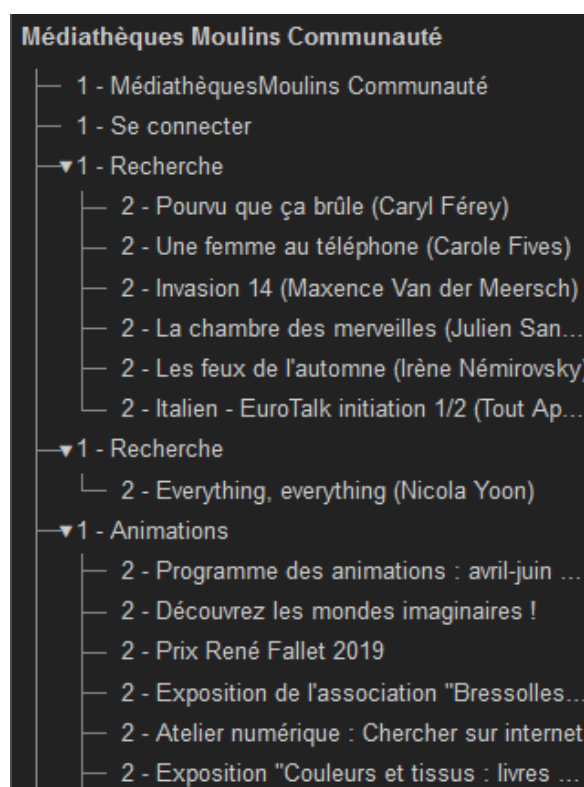 Médiathèques Moulins Communauté
1 - MédiathèquesMoulins Communauté
1 - Se connecter
▼1 - Recherche
2 - Pourvu que ça brûle (Caryl Férey)
2 - Une femme au téléphone (Carole Fives)
2 - Invasion 14 (Maxence Van der Meersch)
2 - La chambre des merveilles (Julien San...
2 - Les feux de l'automne (Irène Némirovsky)
2 - Italien - EuroTalk initiation 1/2 (Tout Ap...
▼1 - Recherche
2 - Everything, everything (Nicola Yoon)
▼1 - Animations
2 - Programme des animations : avril-juin ...
2 - Découvrez les mondes imaginaires !
2 - Prix René Fallet 2019
2 - Exposition de l'association "Bressolles...
2 - Atelier numérique : Chercher sur internet
2 - Exposition "Couleurs et tissus : livres ...